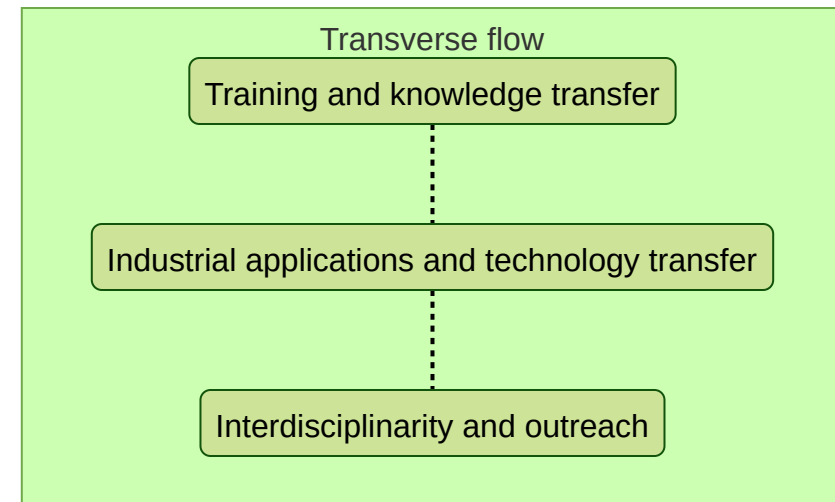 Transverse flow
Training and knowledge transfer
Industrial applications and technology transfer
Interdisciplinarity and outreach